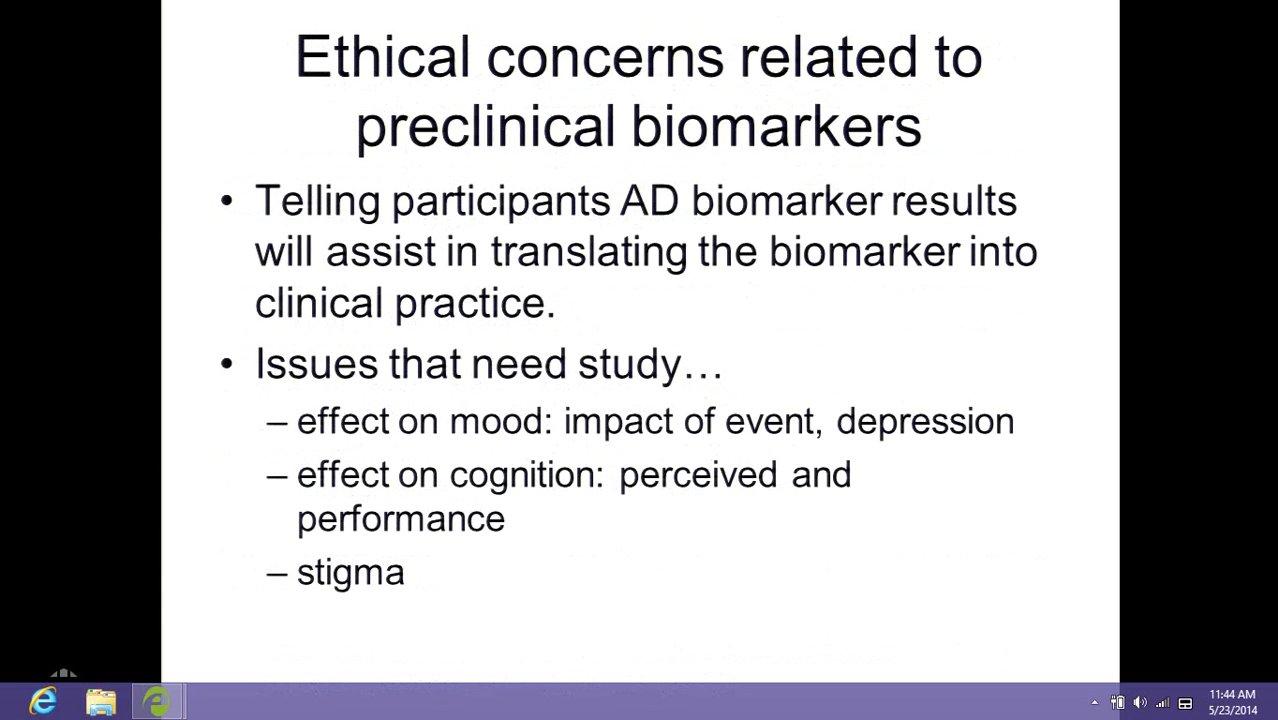 Ethical concerns related to
preclinical biomarkers
• Telling participants AD biomarker results
will assist in translating the biomarker into
clinical practice.
• Issues that need study…
– effect on mood: impact of event, depression
– effect on cognition: perceived and
performance
– stigma
11:44 AM
5/23/2014